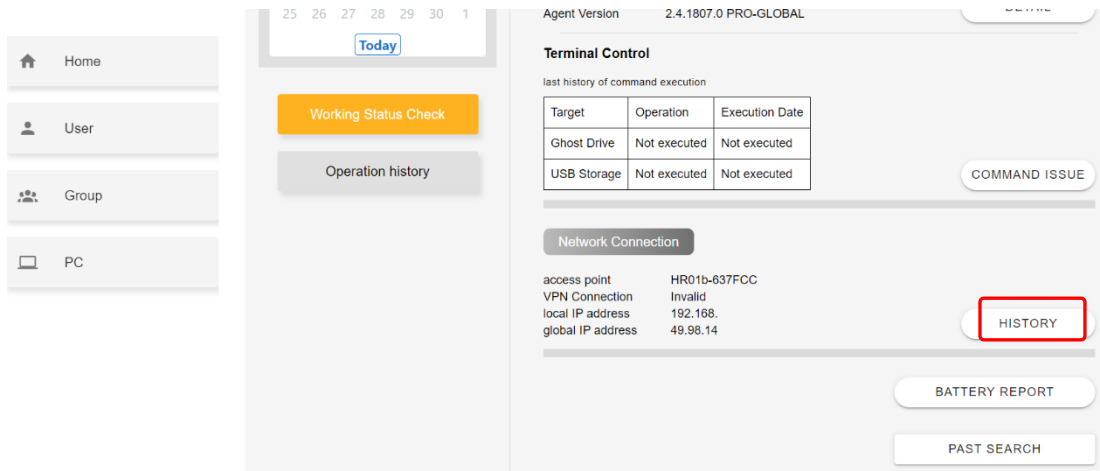 Home
User
Group
PC
25 26 27 28 29 30 1
Today
Working Status Check
Operation history
Agent Version 2.4.1807.0 PRO-GLOBAL
DETAIL
Terminal Control
last history of command execution
Target Operation Execution Date
Ghost Drive Not executed Not executed
USB Storage Not executed Not executed
COMMAND ISSUE
Network Connection
access point HR01b-637FCC
VPN Connection Invalid
local IP address 192.168.
global IP address 49.98.14
HISTORY
BATTERY REPORT
PAST SEARCH